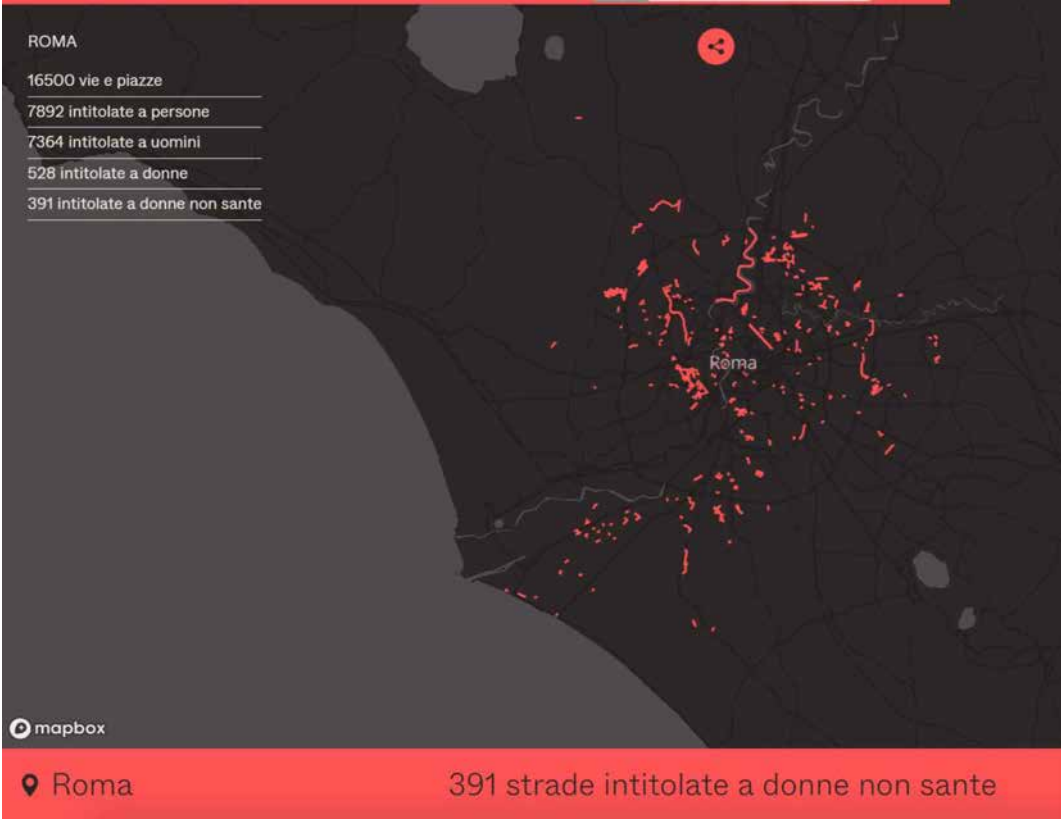 ROMA
16500 vie e piazze
7892 intitolate a persone
7364 intitolate a uomini
528 intitolate a donne
391 intitolate a donne non sante
Roma
mapbox
Roma
391 strade intitolate a donne non sante